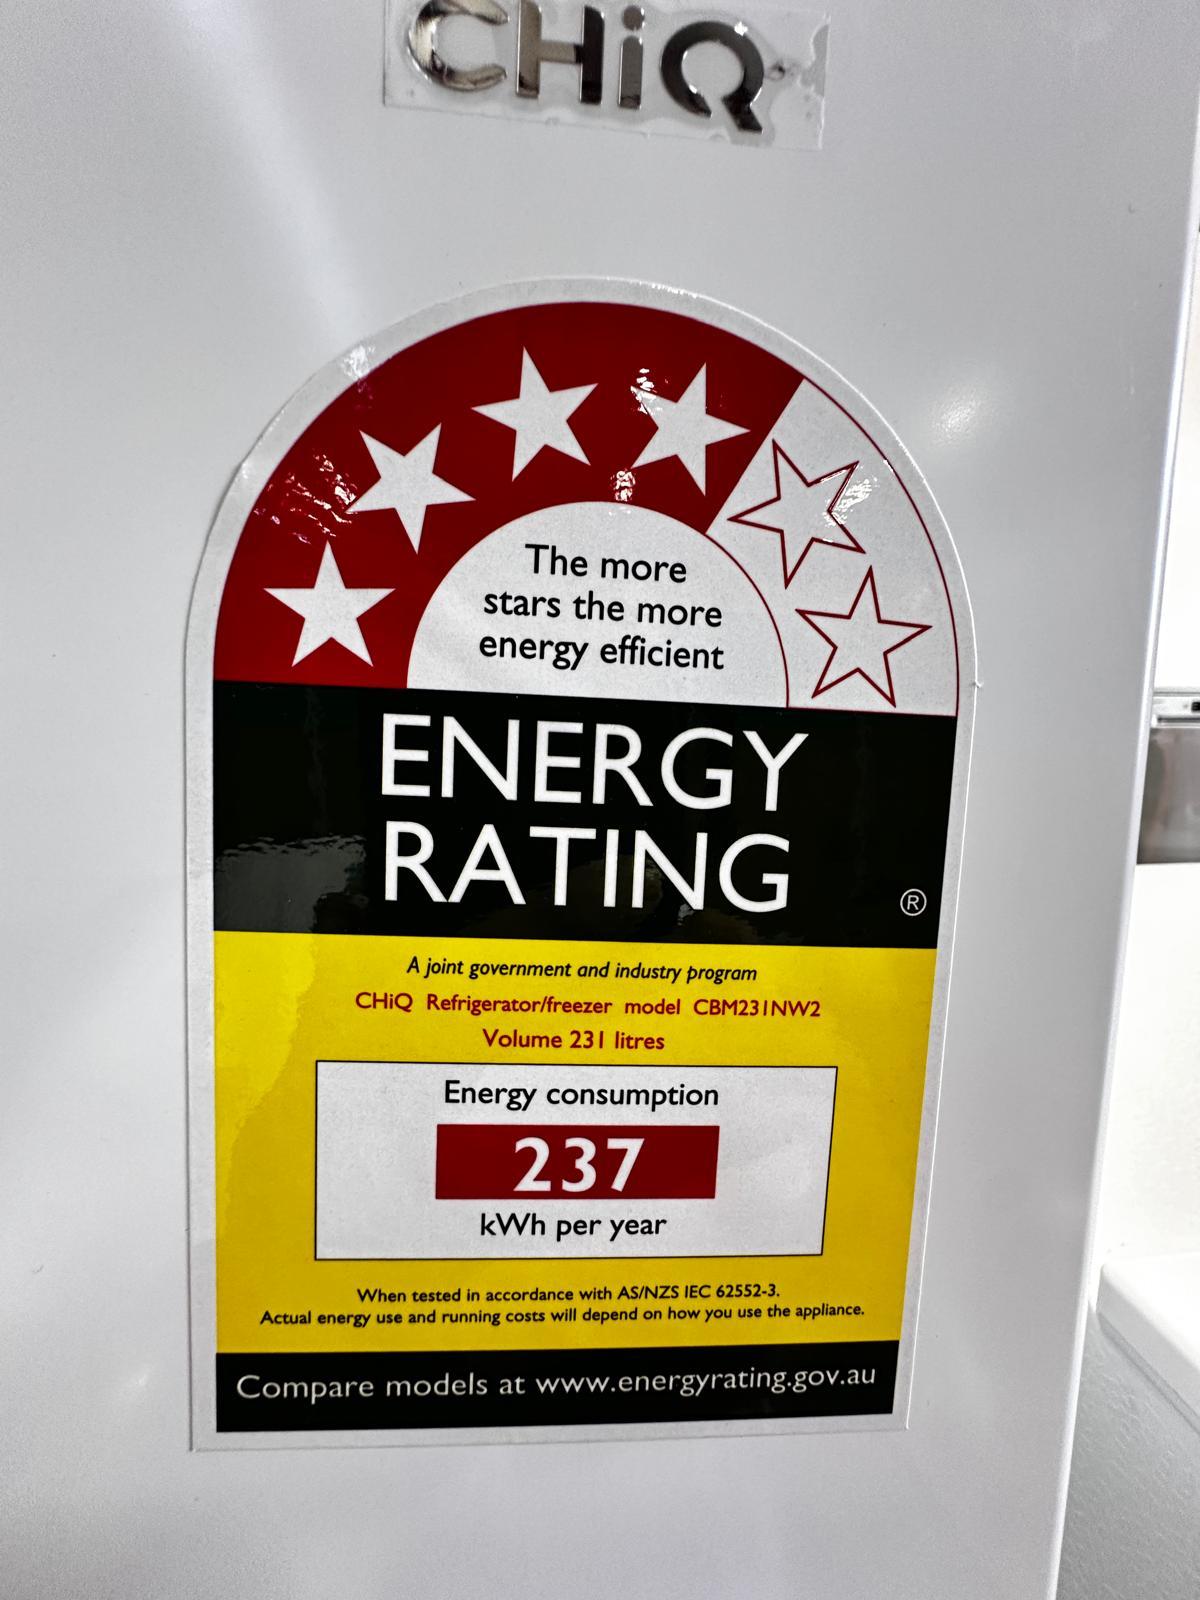 CHiQ
The more
stars the more
energy efficient
ENERGY
RATING
®
A joint government and industry program
CHiQ Refrigerator/freezer model CBM231NW2
Volume 231 litres
Energy consumption
237
kWh per year
When tested in accordance with AS/NZS IEC 62552-3.
Actual energy use and running costs will depend on how you use the appliance.
Compare models at www.energyrating.gov.au